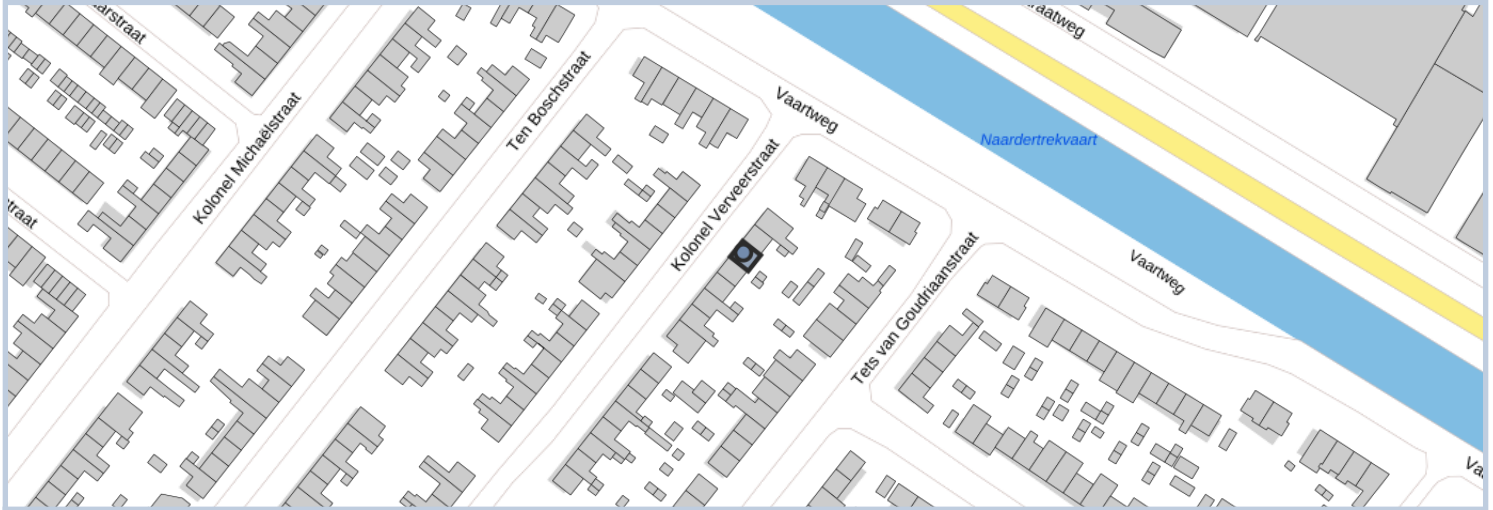 Vaartweg
Naardertrekvaart
Ten Boschstraat
Kolonel Michaëlstraat
Kolonel Verveerstraat
Vaartweg
Tets van Goudriaanstraat